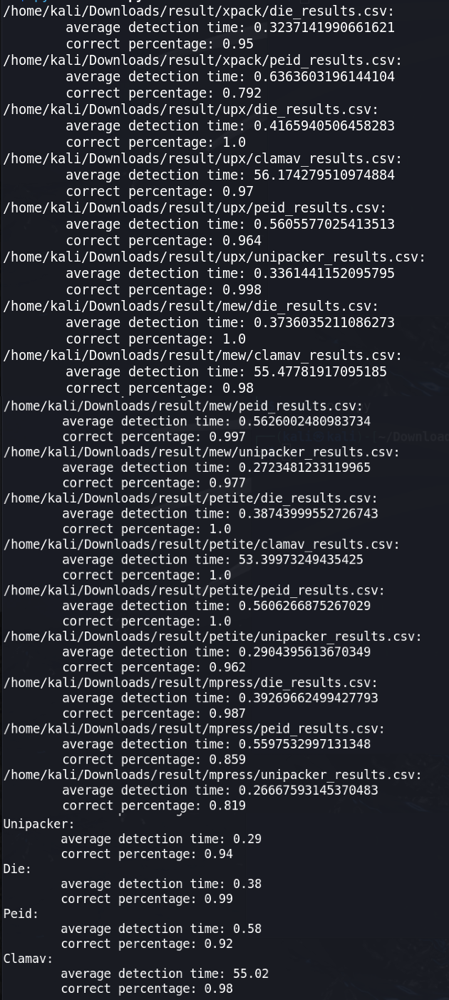 /home/kali/Downloads/result/xpack/die_results.csv:
average detection time: 0.3237141990661621
correct percentage: 0.95
/home/kali/Downloads/result/xpack/peid_results.csv:
average detection time: 0.6363603196144104
correct percentage: 0.792
/home/kali/Downloads/result/upx/die_results.csv:
average detection time: 0.4165940506458283
correct percentage: 1.0
/home/kali/Downloads/result/upx/clamav_results.csv:
average detection time: 56.174279510974884
correct percentage: 0.97
/home/kali/Downloads/result/upx/peid_results.csv:
average detection time: 0.5605577025413513
correct percentage: 0.964
/home/kali/Downloads/result/upx/unipacker_results.csv:
average detection time: 0.3361441152095795
correct percentage: 0.998
/home/kali/Downloads/result/mew/die_results.csv:
average detection time: 0.3736035211086273
correct percentage: 1.0
/home/kali/Downloads/result/mew/clamav_results.csv:
average detection time: 55.47781917095185
correct percentage: 0.98
/home/kali/Downloads/result/mew/peid_results.csv:
average detection time: 0.5626002480983734
correct percentage: 0.997
/home/kali/Downloads/result/mew/unipacker_results.csv:
average detection time: 0.2723481233119965
correct percentage: 0.977
/home/kali/Downloads/result/petite/die_results.csv:
average detection time: 0.38743999552726743
correct percentage: 1.0
/home/kali/Downloads/result/petite/clamav_results.csv:
average detection time: 53.39973249435425
correct percentage: 1.0
/home/kali/Downloads/result/petite/peid_results.csv:
average detection time: 0.5606266875267029
correct percentage: 1.0
/home/kali/Downloads/result/petite/unipacker_results.csv:
average detection time: 0.2904395613670349
correct percentage: 0.962
/home/kali/Downloads/result/mpress/die_results.csv:
average detection time: 0.39269662499427793
correct percentage: 0.987
/home/kali/Downloads/result/mpress/peid_results.csv:
average detection time: 0.5597532997131348
correct percentage: 0.859
/home/kali/Downloads/result/mpress/unipacker_results.csv:
average detection time: 0.26667593145370483
correct percentage: 0.819
Unipacker:
average detection time: 0.29
correct percentage: 0.94
Die:
average detection time: 0.38
correct percentage: 0.99
Peid:
average detection time: 0.58
correct percentage: 0.92
Clamav:
average detection time: 55.02
correct percentage: 0.98